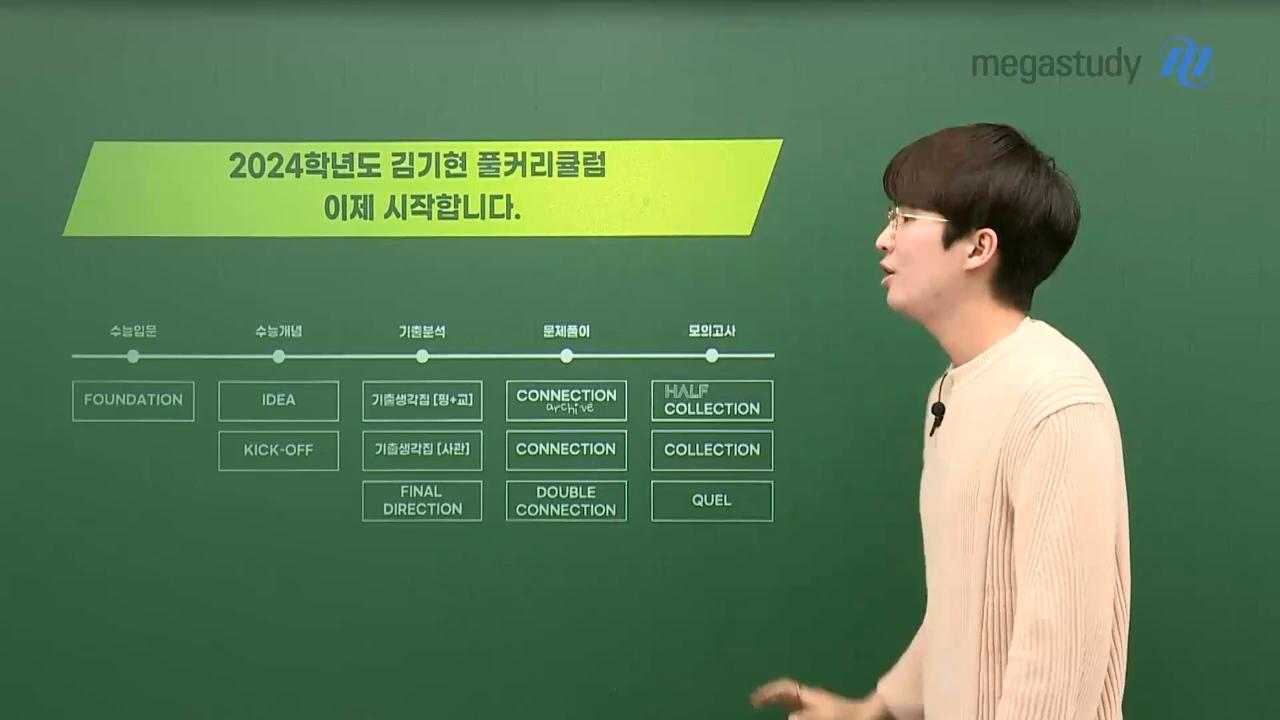 megastudy
2024학년도 김기현 풀커리큘럼
이제 시작합니다.
수능입문
수능개념
기출분석
문제풀이
모의고사
FOUNDATION
IDEA
기출생각집 [평+교]
CONNECTION
archive
HALF
COLLECTION
KICK-OFF
기출생각집 [사관]
CONNECTION
COLLECTION
FINAL
DIRECTION
DOUBLE
CONNECTION
QUEL